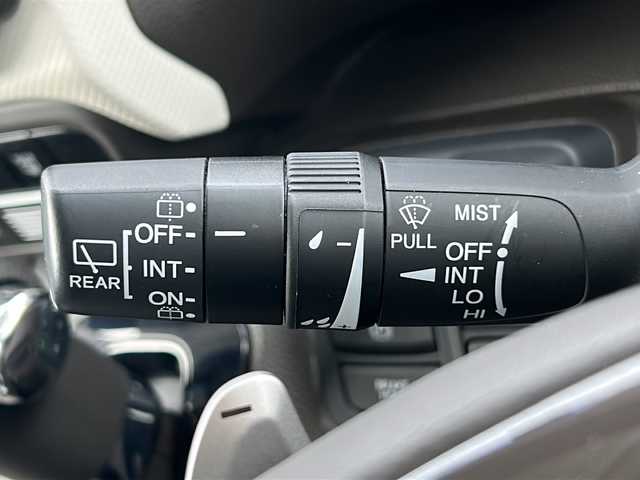 REAR
OFF
INT
ON
PULL
MIST
OFF
INT
LO
HI